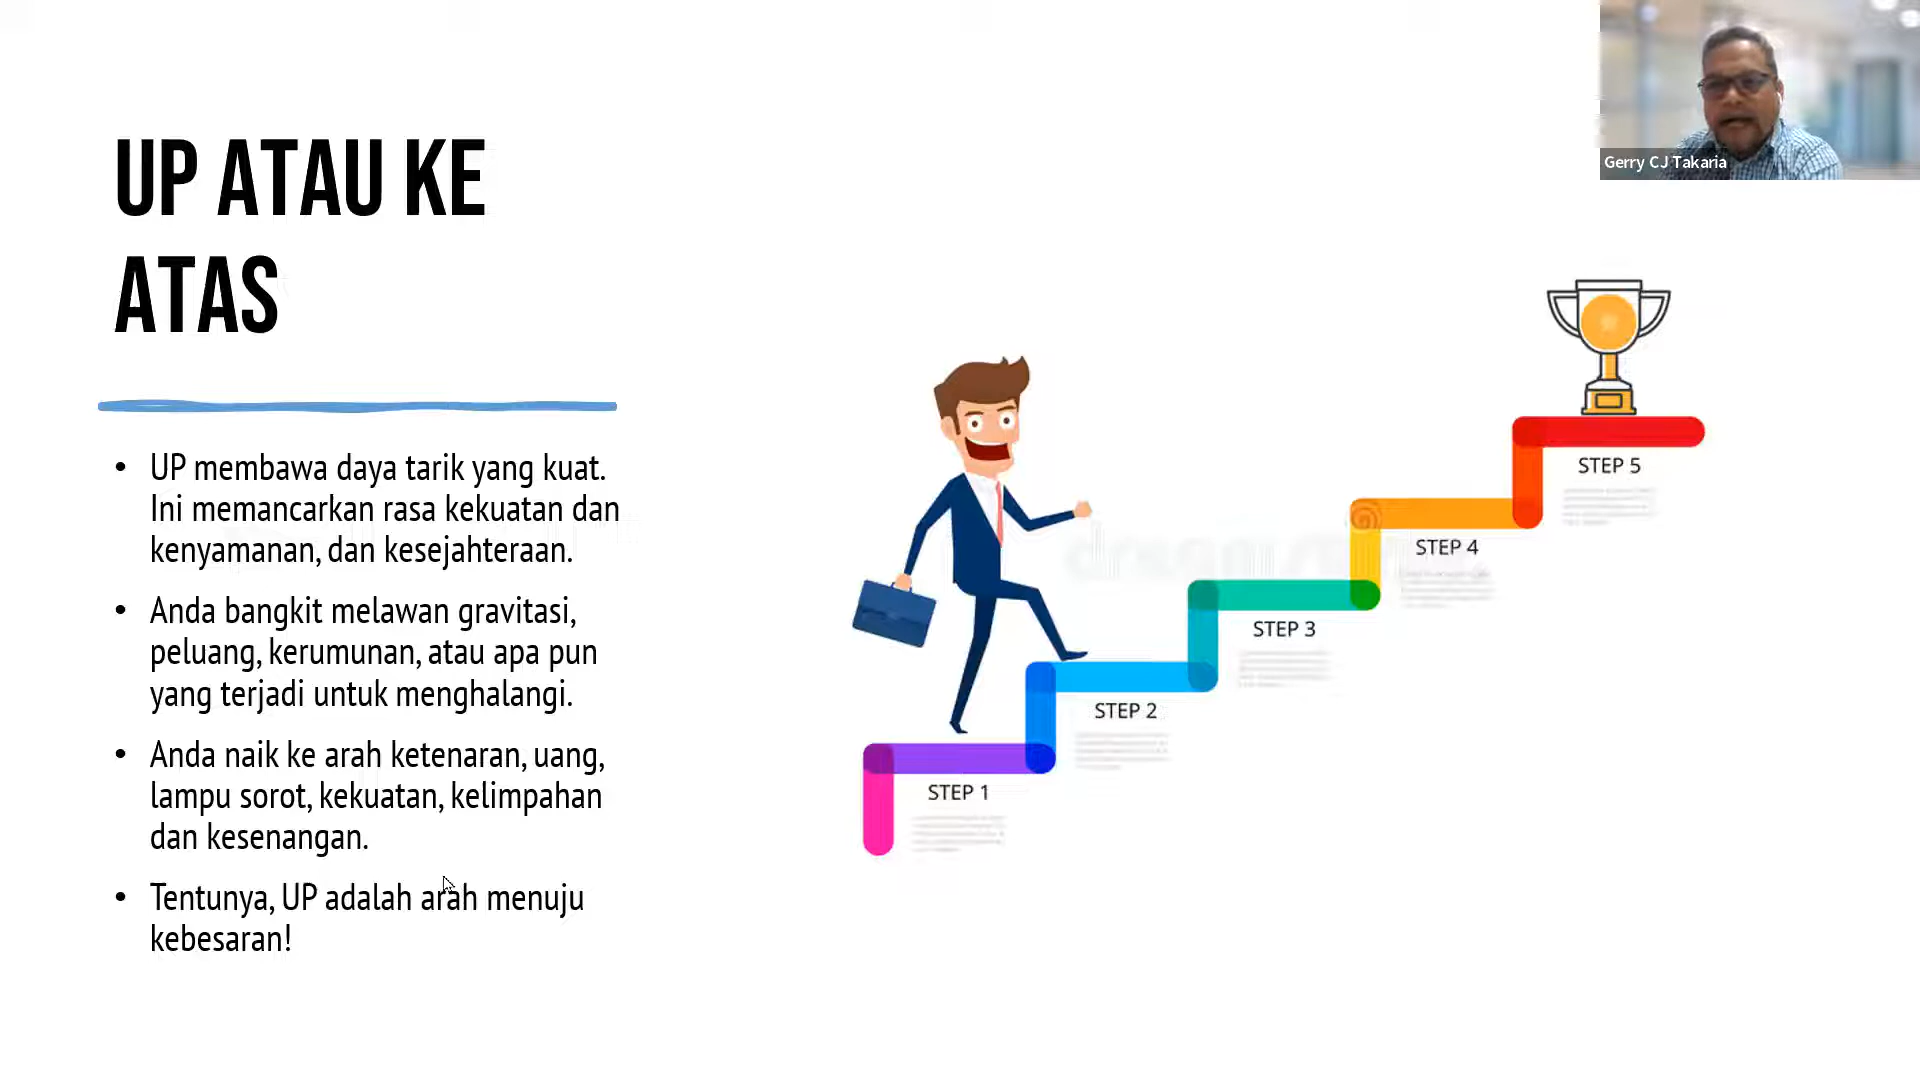 UP ATAU KE
ATAS
• UP membawa daya tarik yang kuat.
Ini memancarkan rasa kekuatan dan
kenyamanan, dan kesejahteraan.
• Anda bangkit melawan gravitasi,
peluang, kerumunan, atau apa pun
yang terjadi untuk menghalangi.
• Anda naik ke arah ketenaran, uang,
lampu sorot, kekuatan, kelimpahan
dan kesenangan.
• Tentunya, UP adalah arah menuju
kebesaran!
STEP 1
STEP 2
STEP 3
STEP 4
STEP 5
Gerry CJ Takaria